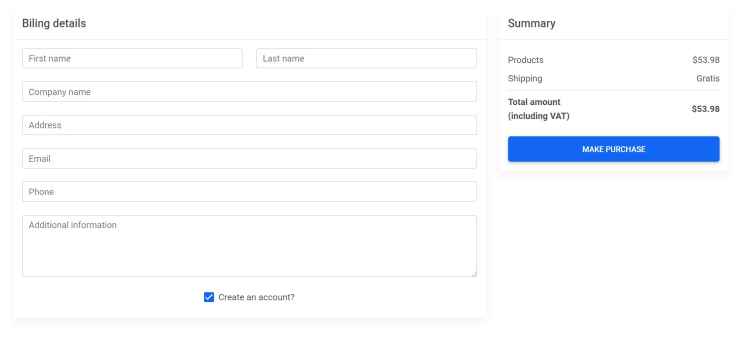 Biling details
First name
Last name
Company name
Address
Email
Phone
Additional information
Create an account?
Summary
Products $53.98
Shipping Gratis
Total amount
(including VAT) $53.98
MAKE PURCHASE